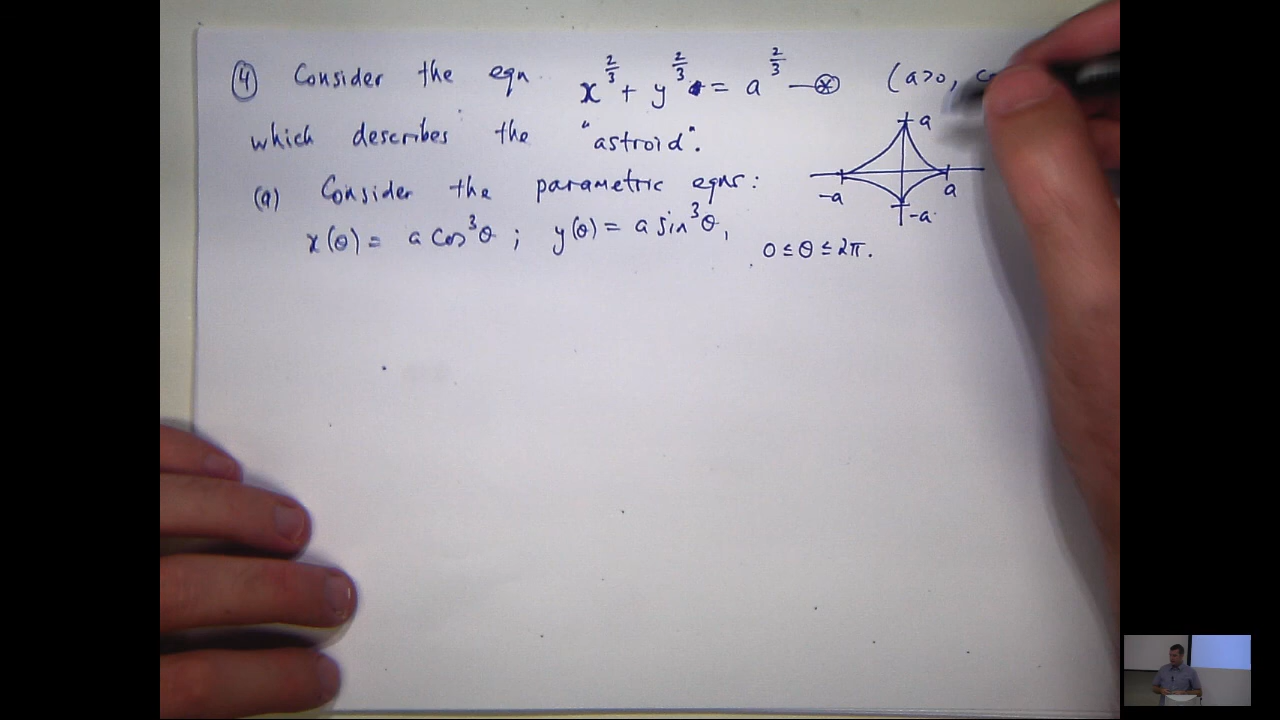 ④ Consider the eqn x^{2/3} + y^{2/3} = a^{2/3} —⊛ (a>0,
which describes the "astroid".
a
-a a
-a
(a) Consider the parametric eqns:
x(θ) = a cos³θ ; y(θ) = a sin³θ,
0 ≤ θ ≤ 2π.